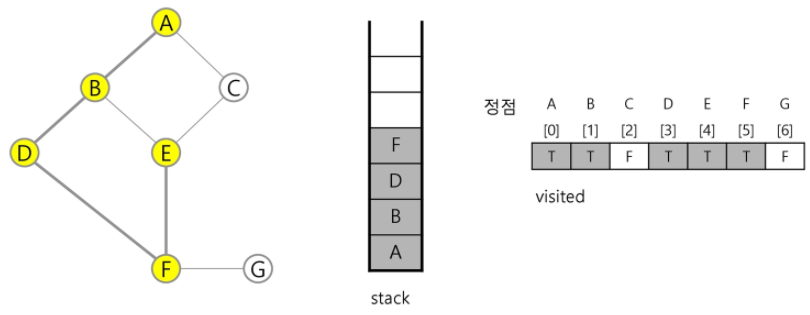 A
B
C
D
E
F
G
F
D
B
A
stack
정점 A B C D E F G
[0] [1] [2] [3] [4] [5] [6]
T T F T T T F
visited